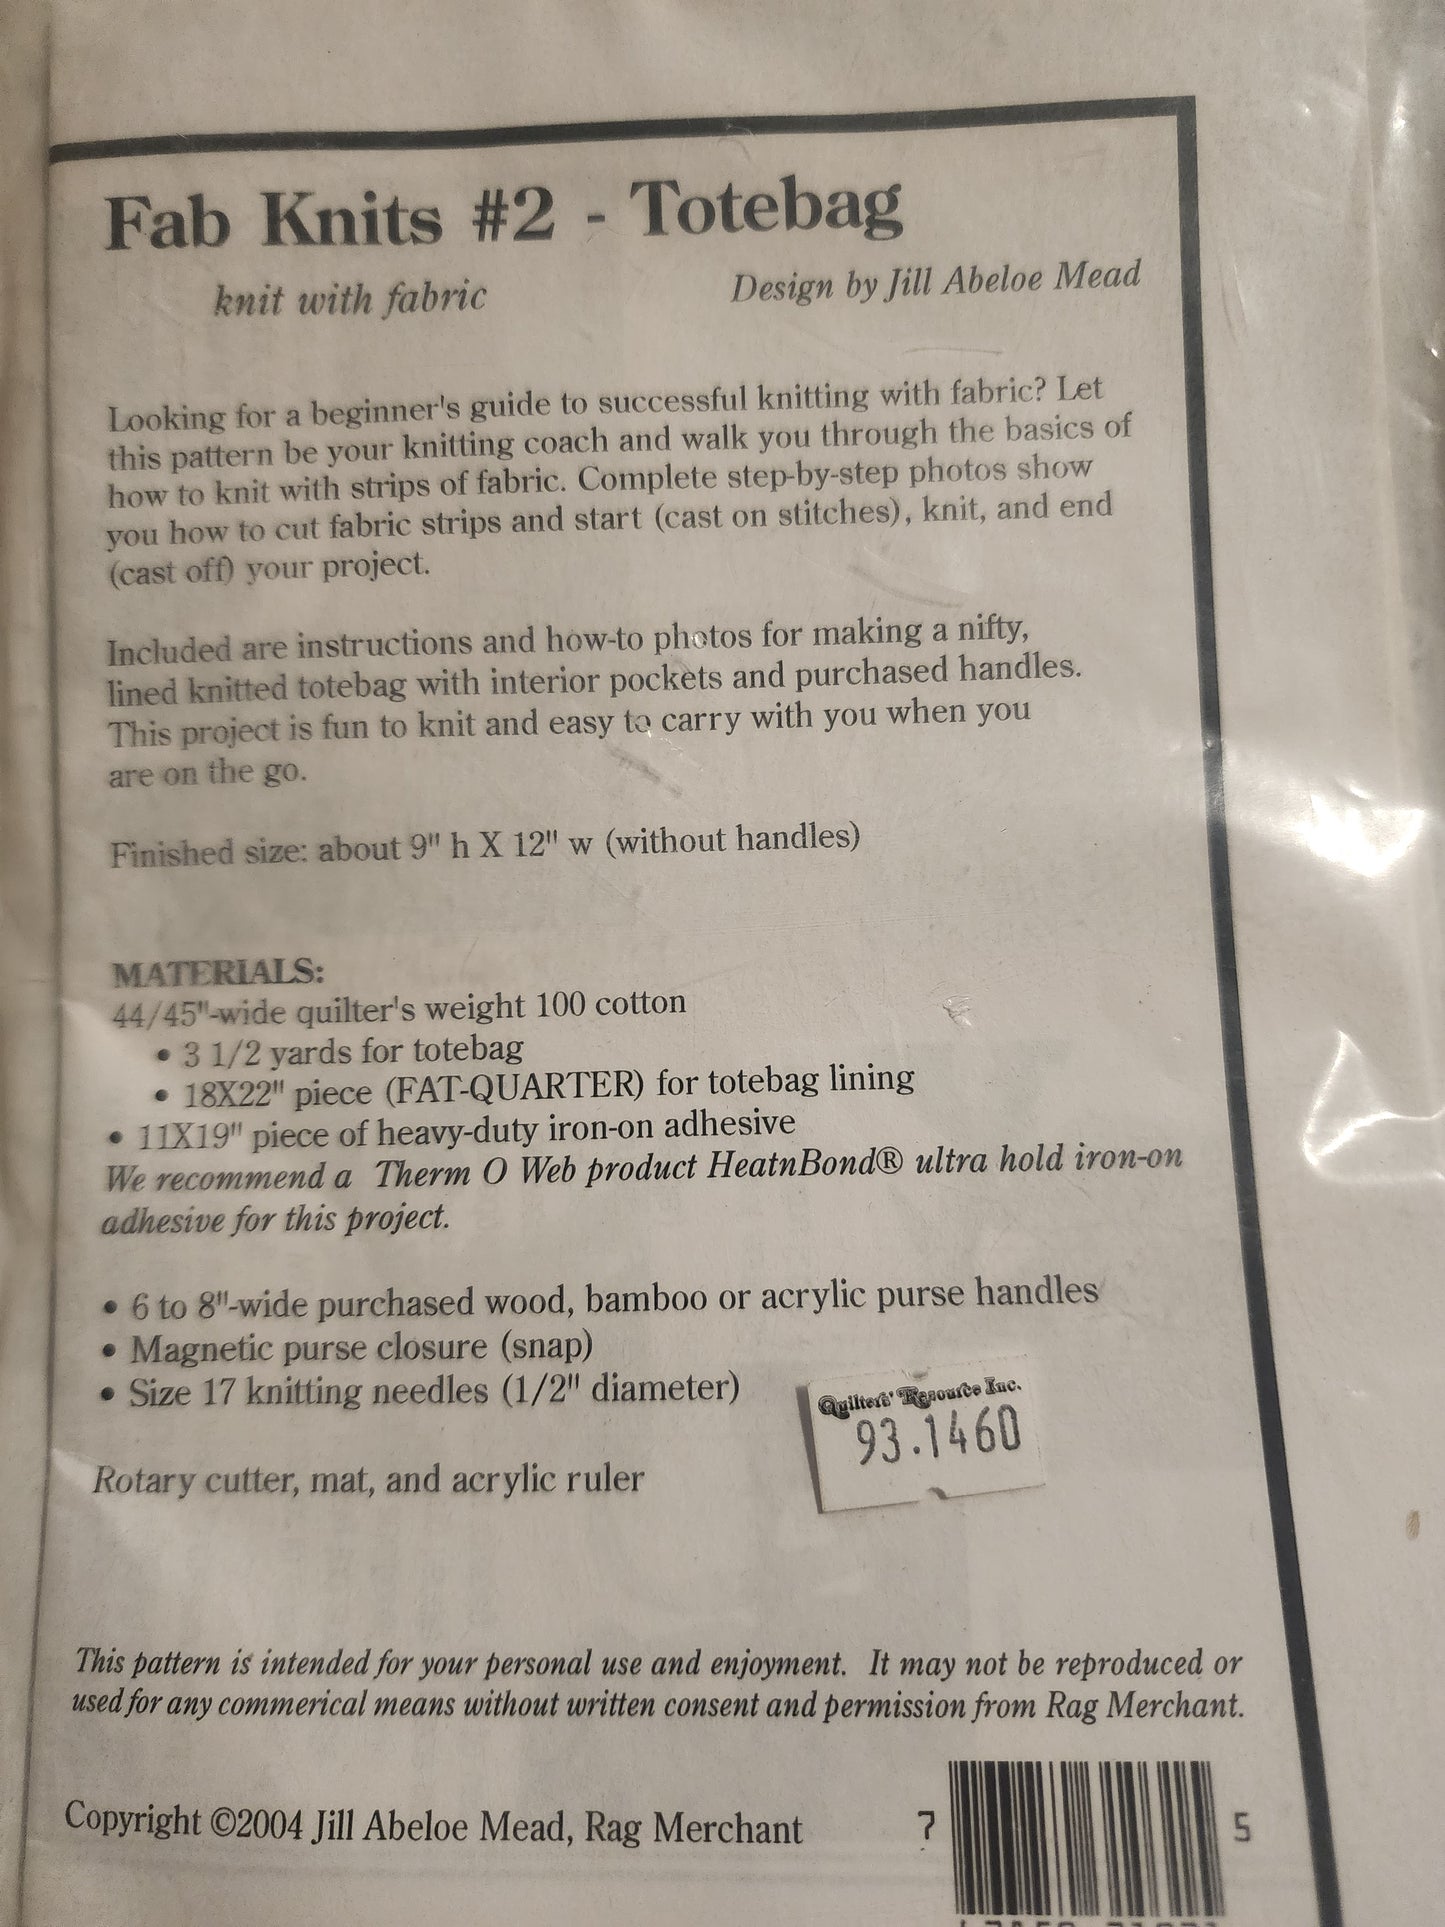 Fab Knits #2 - Totebag
knit with fabric
Design by Jill Abeloe Mead
Looking for a beginner's guide to successful knitting with fabric? Let
this pattern be your knitting coach and walk you through the basics of
how to knit with strips of fabric. Complete step-by-step photos show
you how to cut fabric strips and start (cast on stitches), knit, and end
(cast off) your project.
Included are instructions and how-to photos for making a nifty,
lined knitted totebag with interior pockets and purchased handles.
This project is fun to knit and easy to carry with you when you
are on the go.
Finished size: about 9" h X 12" w (without handles)
MATERIALS:
44/45"-wide quilter's weight 100 cotton
• 3 1/2 yards for totebag
• 18X22" piece (FAT-QUARTER) for totebag lining
• 11X19" piece of heavy-duty iron-on adhesive
We recommend a Therm O Web product HeatnBond® ultra hold iron-on
adhesive for this project.
• 6 to 8"-wide purchased wood, bamboo or acrylic purse handles
• Magnetic purse closure (snap)
• Size 17 knitting needles (1/2" diameter)
Quilters' Resource Inc.
93.1460
Rotary cutter, mat, and acrylic ruler
This pattern is intended for your personal use and enjoyment. It may not be reproduced or
used for any commerical means without written consent and permission from Rag Merchant.
Copyright ©2004 Jill Abeloe Mead, Rag Merchant
7 5